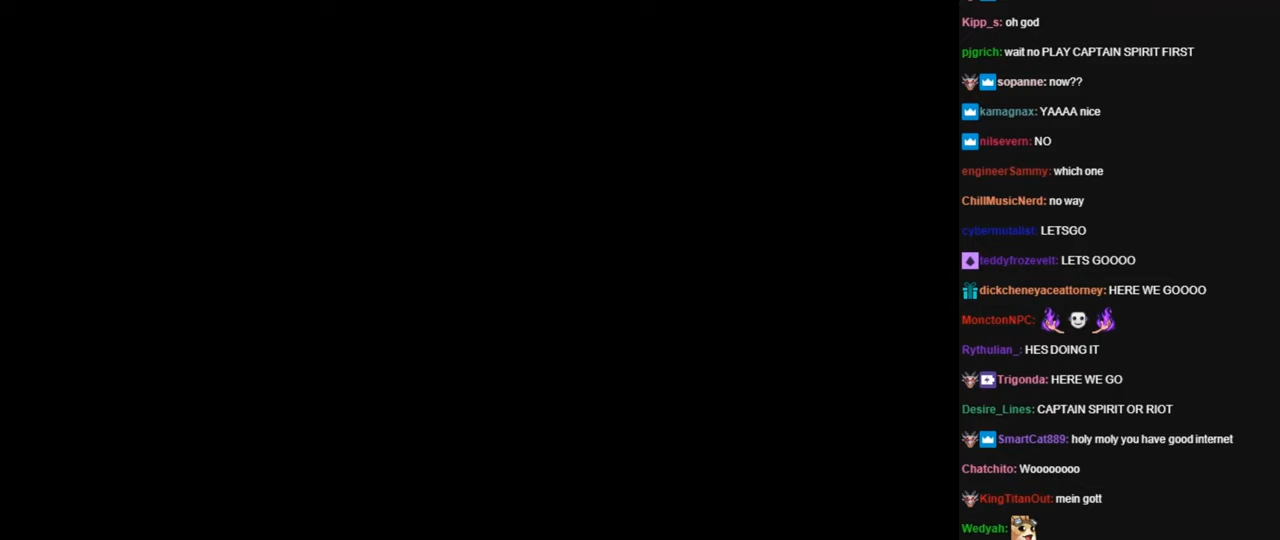 Kipp_s: oh god
pjgrich: wait no PLAY CAPTAIN SPIRIT FIRST
sopanne: now??
kamagnax: YAAAA nice
nilsevern: NO
engineerSammy: which one
ChillMusicNerd: no way
cybermutalist: LETSGO
teddyfrozevelt: LETS GOOOO
dickcheneyaceattorney: HERE WE GOOOO
MonctonNPC:
Rythulian_: HES DOING IT
Trigonda: HERE WE GO
Desire_Lines: CAPTAIN SPIRIT OR RIOT
SmartCat889: holy moly you have good internet
Chatchito: Woooooooo
KingTitanOut: mein gott
Wedyah: